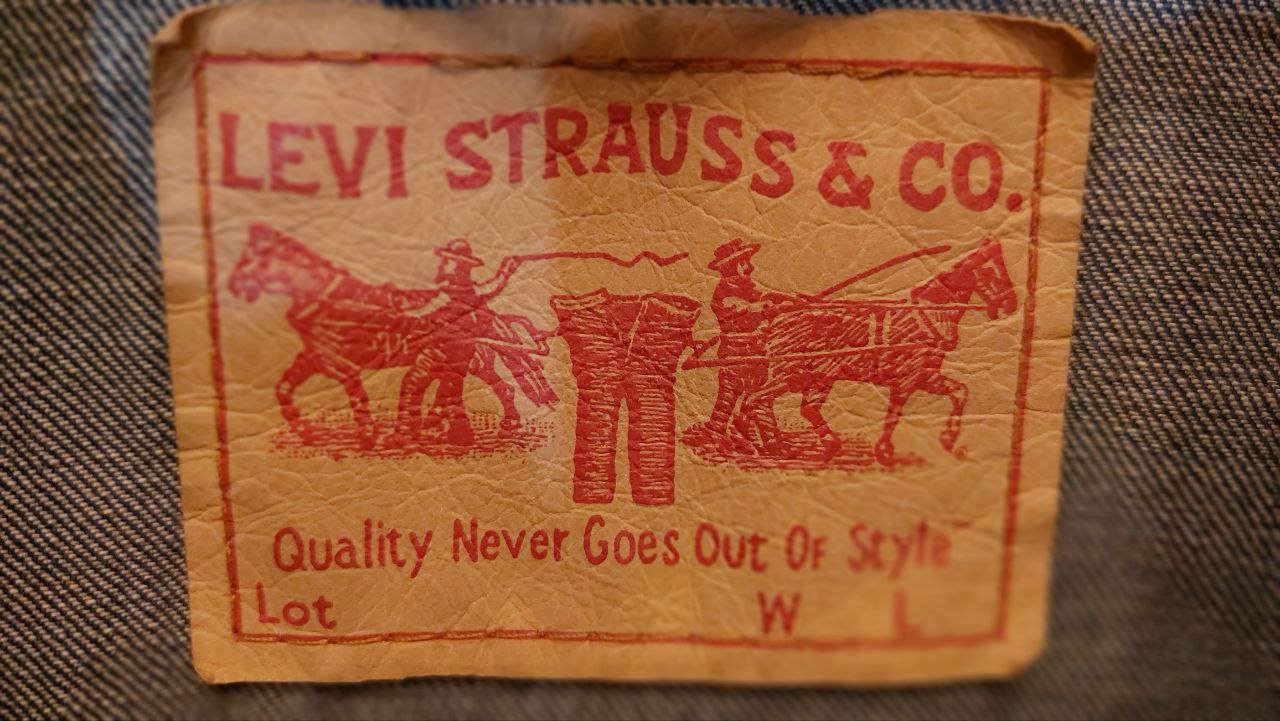 LEVI STRAUSS & CO.
Quality Never Goes Out Of Style™
Lot W L